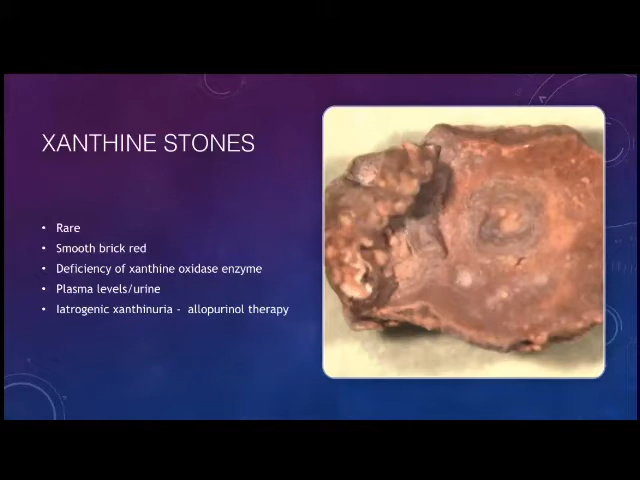 XANTHINE STONES
• Rare
• Smooth brick red
• Deficiency of xanthine oxidase enzyme
• Plasma levels/urine
• Iatrogenic xanthinuria - allopurinol therapy